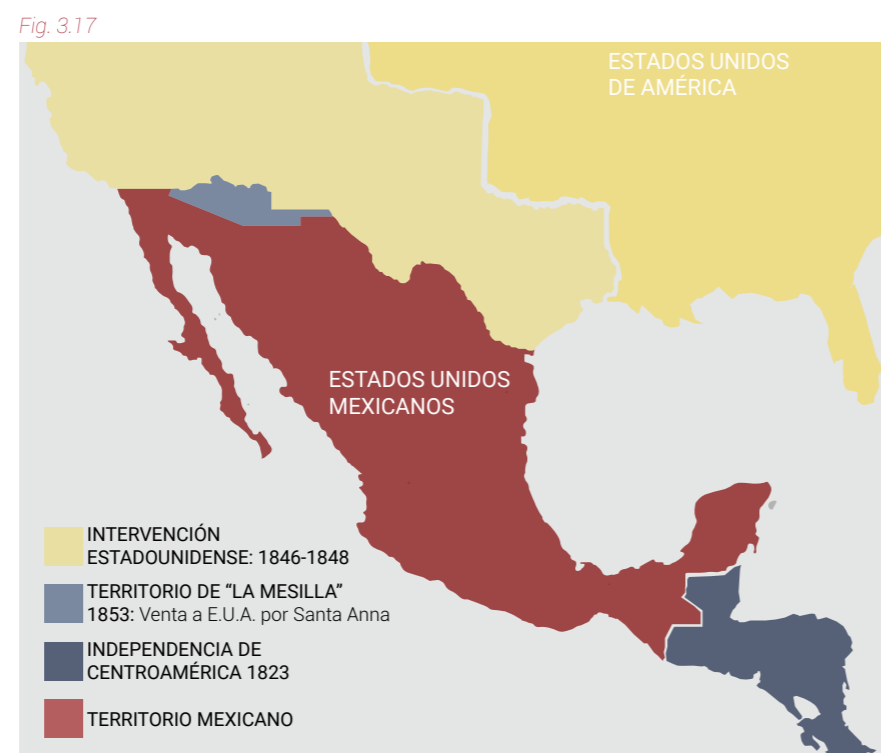 Fig. 3.17
ESTADOS UNIDOS
DE AMÉRICA
ESTADOS UNIDOS
MEXICANOS
INTERVENCIÓN
ESTADOUNIDENSE: 1846-1848
TERRITORIO DE “LA MESILLA”
1853: Venta a E.U.A. por Santa Anna
INDEPENDENCIA DE
CENTROAMÉRICA 1823
TERRITORIO MEXICANO